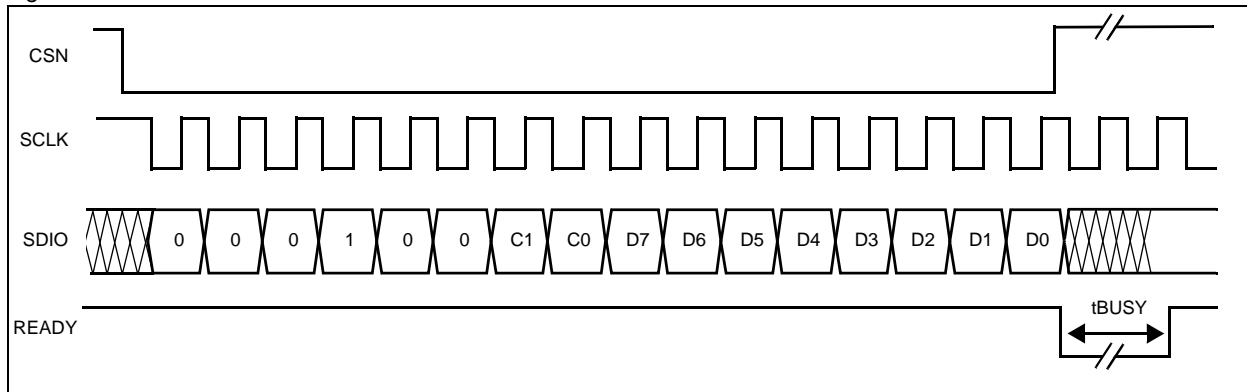 CSN
SCLK
SDIO 0 0 0 1 0 0 C1 C0 D7 D6 D5 D4 D3 D2 D1 D0
tBUSY
READY